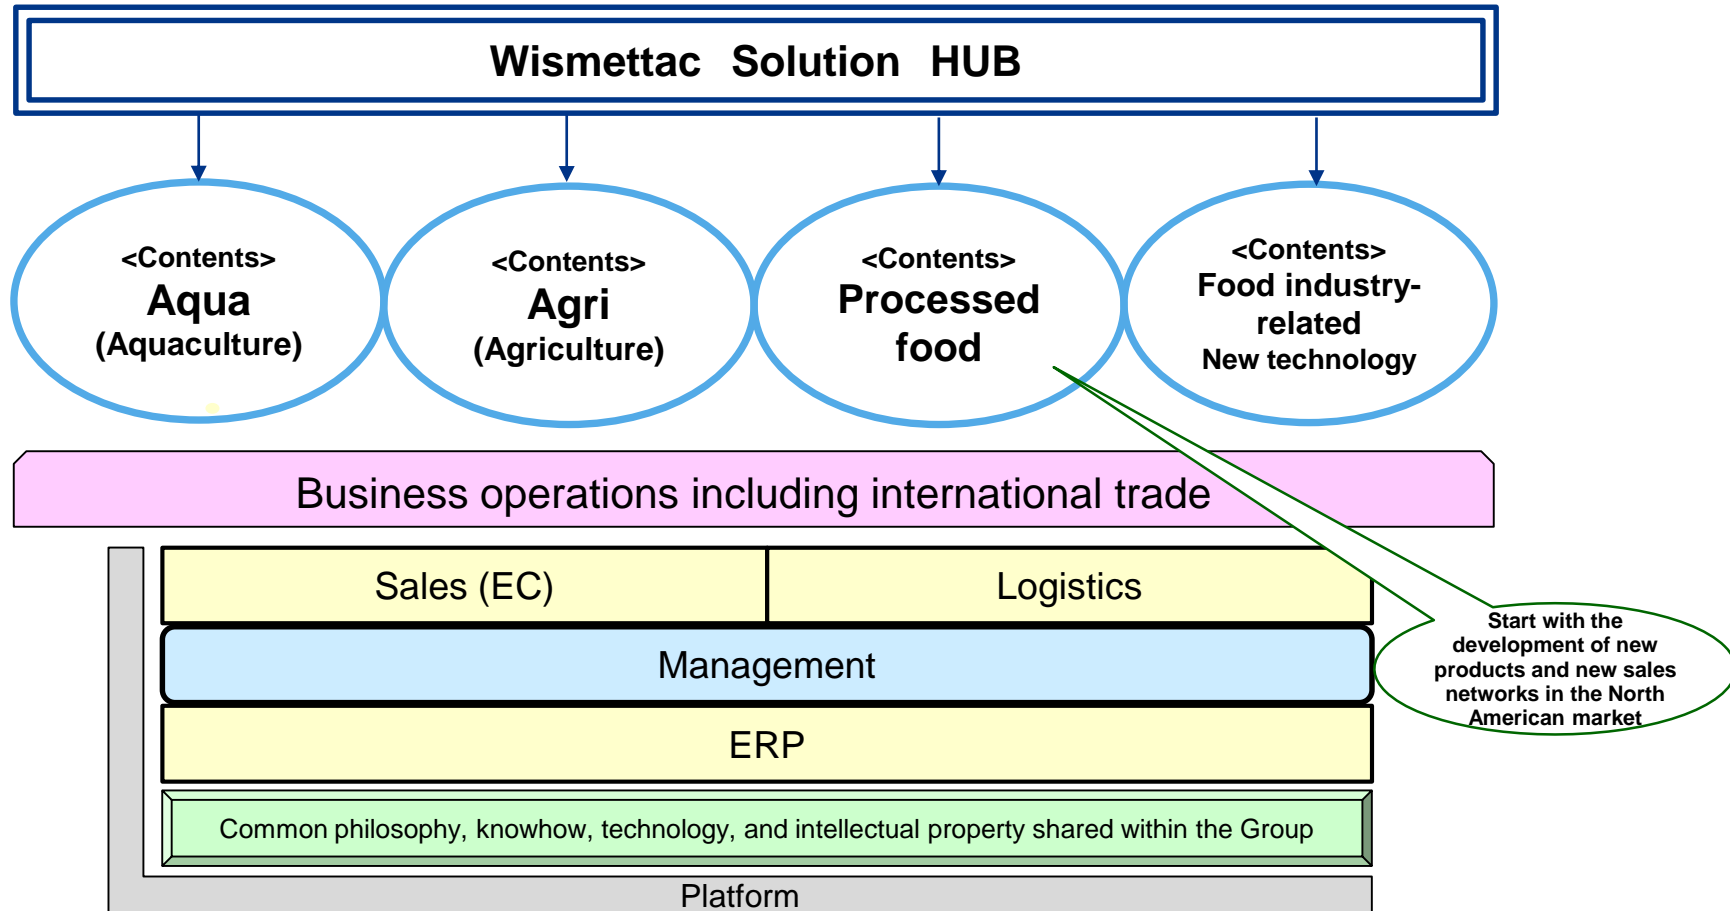 Wismettac Solution HUB
<Contents>
Aqua
(Aquaculture)
<Contents>
Agri
(Agriculture)
<Contents>
Processed
food
<Contents>
Food industry-
related
New technology
Business operations including international trade
Sales (EC)
Logistics
Management
Start with the
development of new
products and new sales
networks in the North
American market
ERP
Common philosophy, knowhow, technology, and intellectual property shared within the Group
Platform